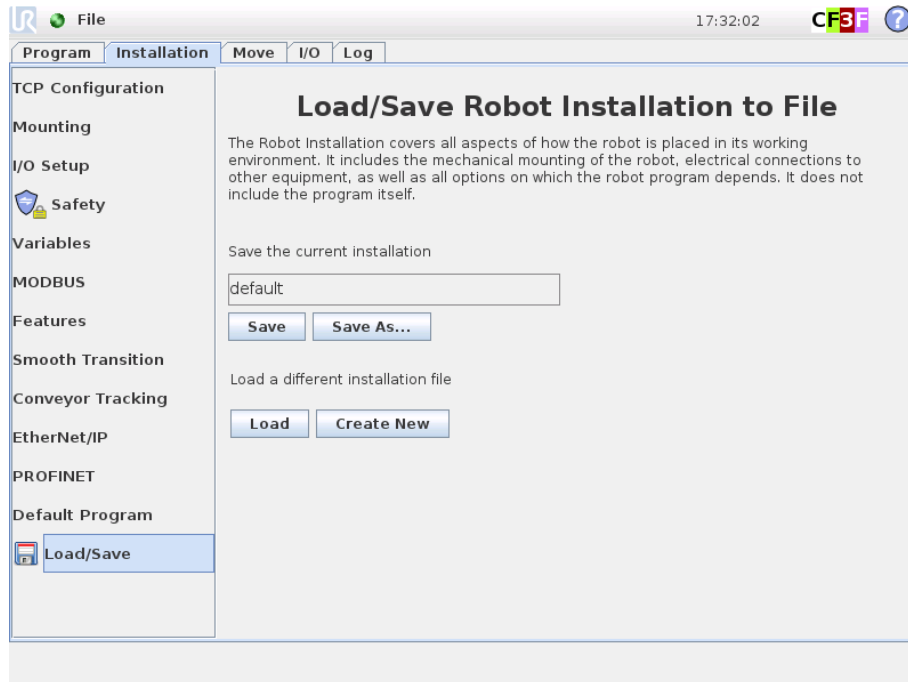 UR File 17:32:02 CF3F ?
Program Installation Move I/O Log
TCP Configuration
Mounting
I/O Setup
Safety
Variables
MODBUS
Features
Smooth Transition
Conveyor Tracking
EtherNet/IP
PROFINET
Default Program
Load/Save
Load/Save Robot Installation to File
The Robot Installation covers all aspects of how the robot is placed in its working
environment. It includes the mechanical mounting of the robot, electrical connections to
other equipment, as well as all options on which the robot program depends. It does not
include the program itself.
Save the current installation
default
Save Save As...
Load a different installation file
Load Create New